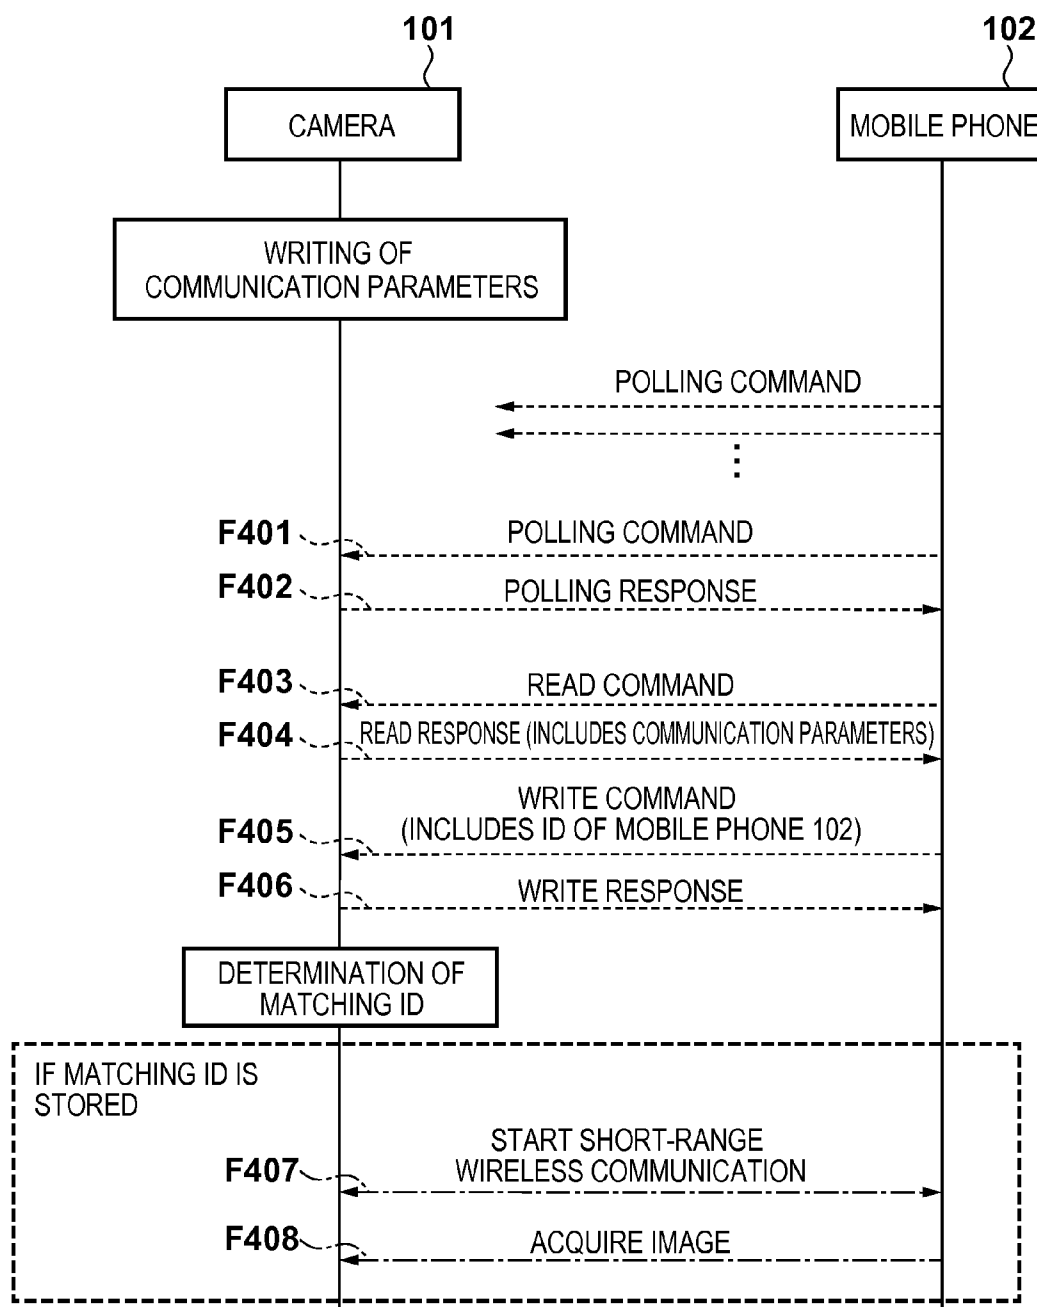 101
102
CAMERA
MOBILE PHONE
WRITING OF
COMMUNICATION PARAMETERS
POLLING COMMAND
F401
POLLING COMMAND
F402
POLLING RESPONSE
F403
READ COMMAND
F404
READ RESPONSE (INCLUDES COMMUNICATION PARAMETERS)
WRITE COMMAND
(INCLUDES ID OF MOBILE PHONE 102)
F405
F406
WRITE RESPONSE
DETERMINATION OF
MATCHING ID
IF MATCHING ID IS
STORED
START SHORT-RANGE
WIRELESS COMMUNICATION
F407
F408
ACQUIRE IMAGE